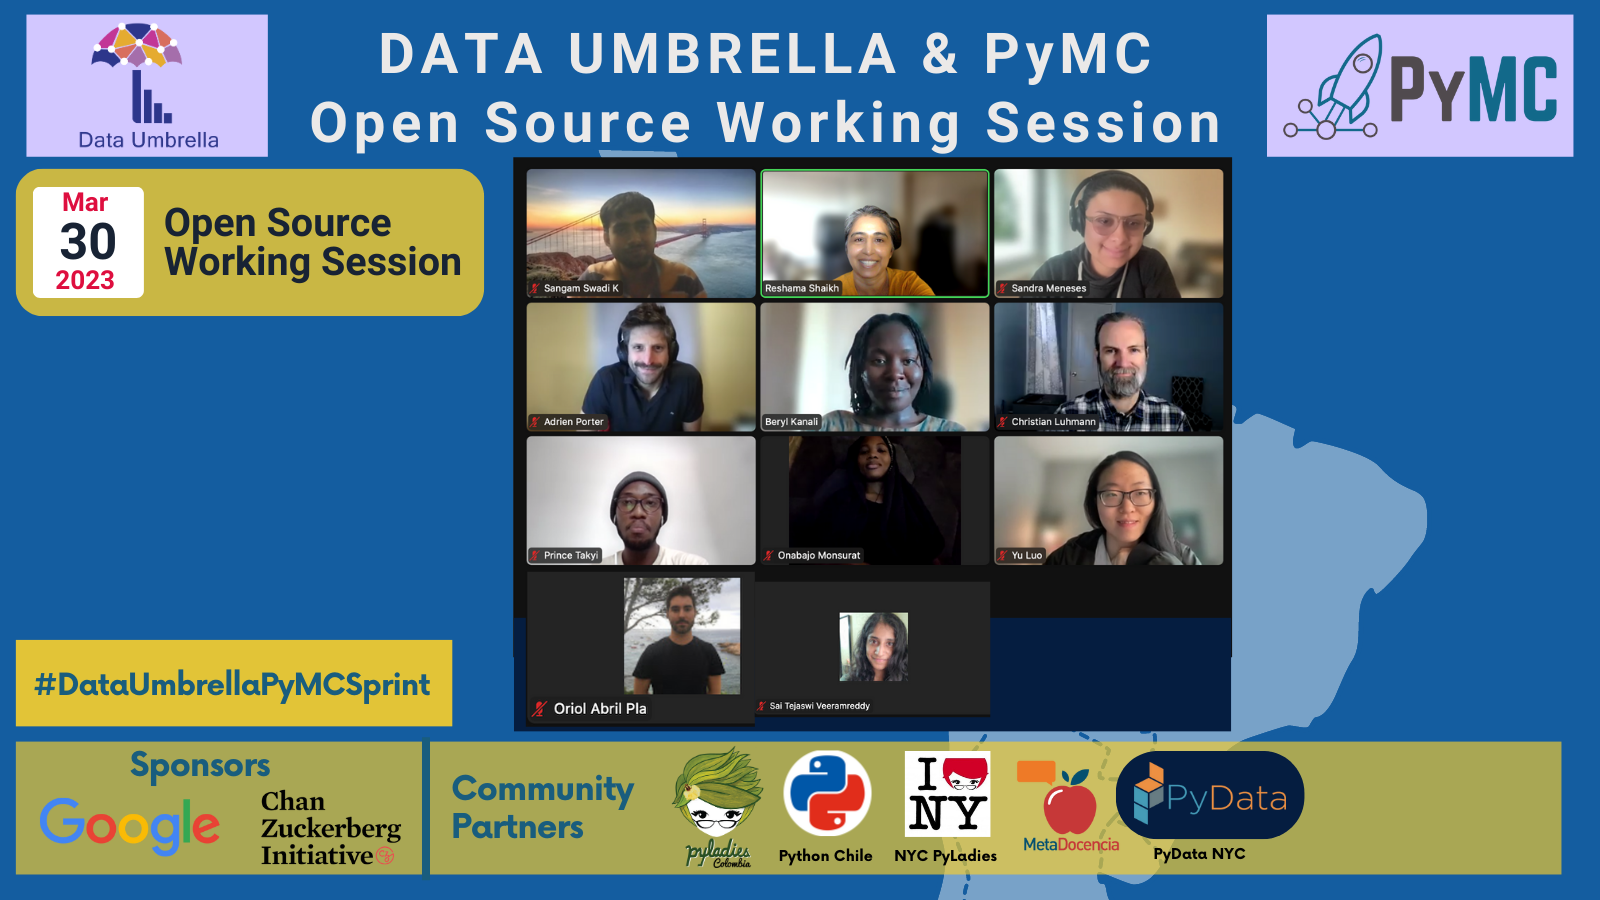 Data Umbrella
DATA UMBRELLA & PyMC
Open Source Working Session
PyMC
Mar
30
2023
Open Source
Working Session
Sangam Swadi K
Reshama Shaikh
Sandra Meneses
Adrien Porter
Beryl Kanali
Christian Luhmann
Prince Takyi
Onabajo Monsurat
Yu Luo
Oriol Abril Pla
Sai Tejaswi Veeramreddy
#DataUmbrellaPyMCSprint
Sponsors
Google
Chan
Zuckerberg
Initiative
Community
Partners
pyladies
Colombia
Python Chile
I
NY
NYC PyLadies
MetaDocencia
PyData
PyData NYC